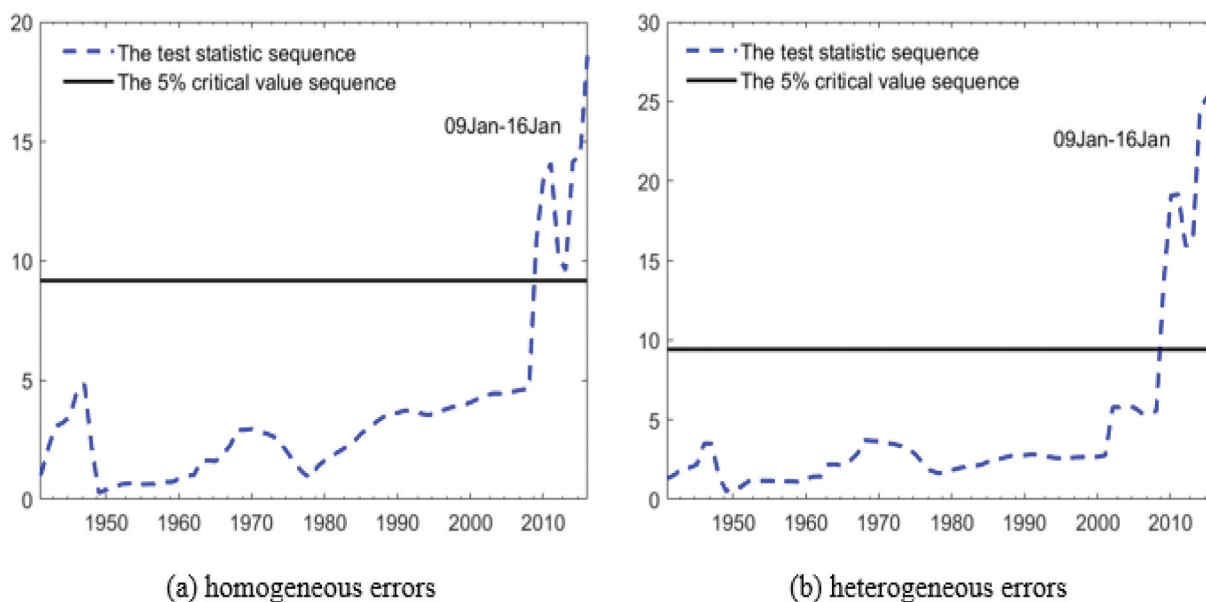 20
15
10
5
0
The test statistic sequence
The 5% critical value sequence
09Jan-16Jan
1950 1960 1970 1980 1990 2000 2010
(a) homogeneous errors
30
25
20
15
10
5
0
The test statistic sequence
The 5% critical value sequence
09Jan-16Jan
1950 1960 1970 1980 1990 2000 2010
(b) heterogeneous errors